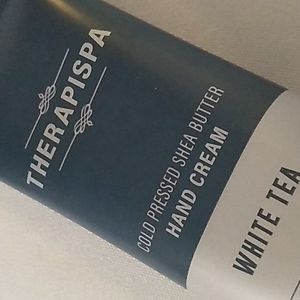 THERAPISPA
COLD PRESSED SHEA BUTTER
HAND CREAM
WHITE TEA